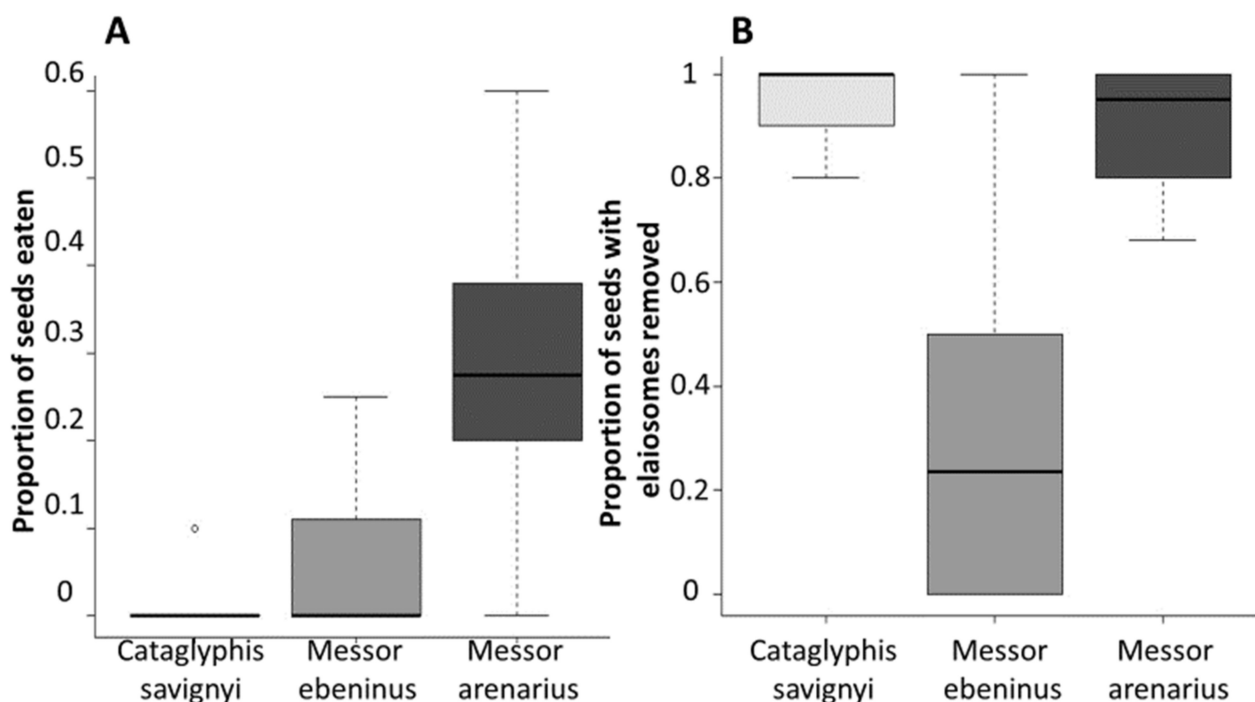 A
Proportion of seeds eaten
0.6
0.5
0.4
0.3
0.2
0.1
0
Cataglyphis
savignyi
Messor
ebeninus
Messor
arenarius
B
Proportion of seeds with
elaiosomes removed
1
0.8
0.6
0.4
0.2
0
Cataglyphis
savignyi
Messor
ebeninus
Messor
arenarius